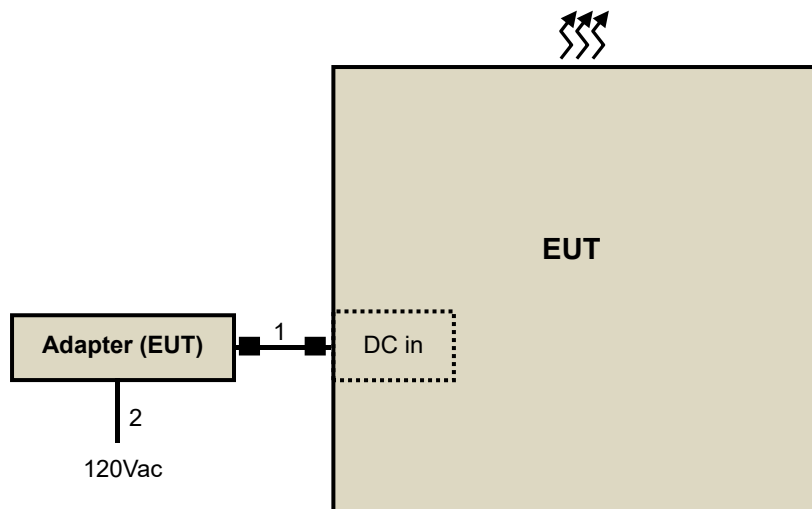 EUT
Adapter (EUT)
1
DC in
2
120Vac